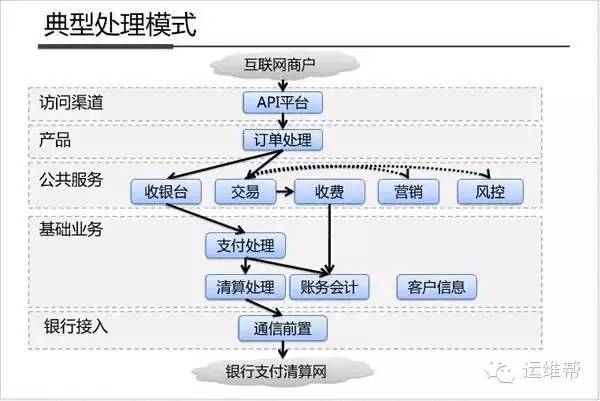 典型处理模式
互联网商户
访问渠道
API平台
产品
订单处理
公共服务
收银台
交易
收费
营销
风控
基础业务
支付处理
清算处理
账务会计
客户信息
银行接入
通信前置
银行支付清算网
运维帮